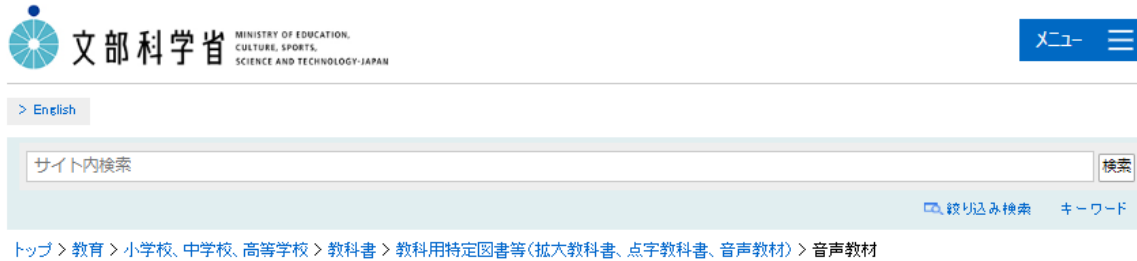 文部科学省
MINISTRY OF EDUCATION,
CULTURE, SPORTS,
SCIENCE AND TECHNOLOGY-JAPAN
メニュー
> English
サイト内検索 検索
絞り込み検索 キーワード
トップ > 教育 > 小学校、中学校、高等学校 > 教科書 > 教科用特定図書等(拡大教科書、点字教科書、音声教材) > 音声教材